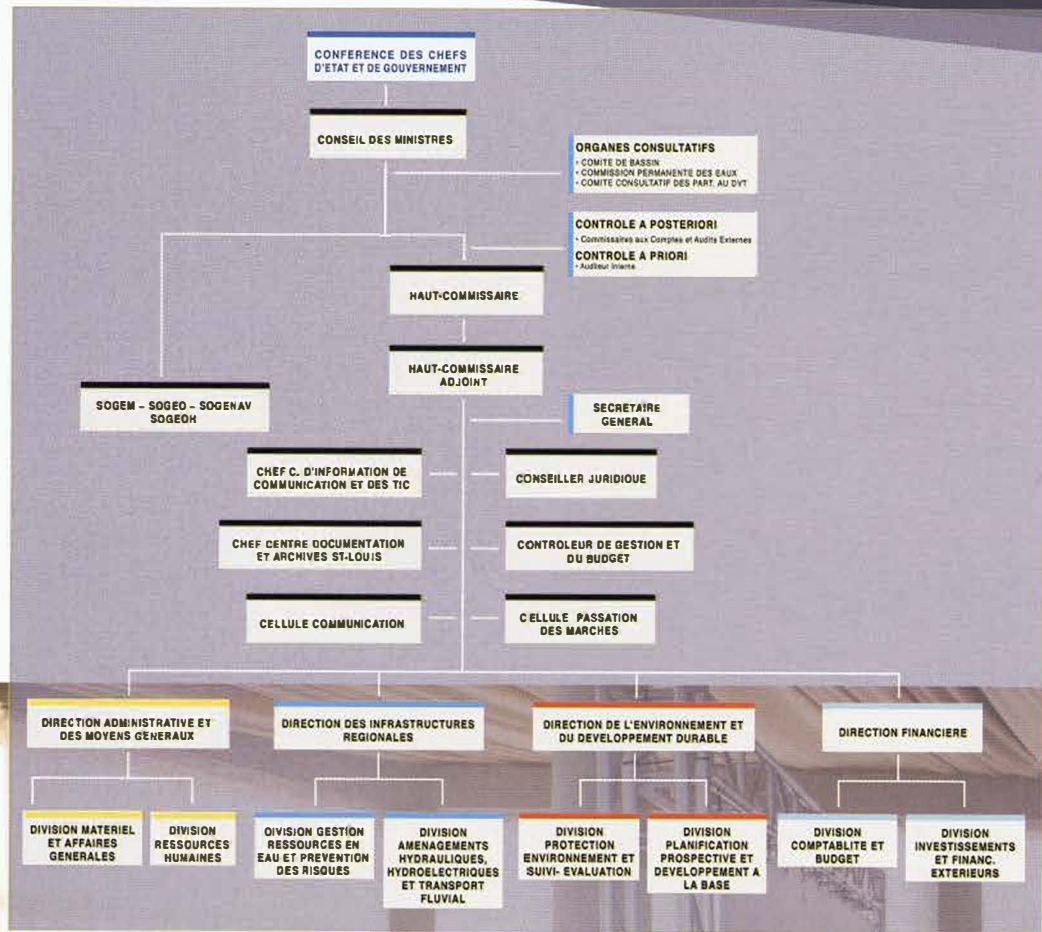 CONFERENCE DES CHEFS
D'ETAT ET DE GOUVERNEMENT
CONSEIL DES MINISTRES
ORGANES CONSULTATIFS
• COMITE DE BASSIN
• COMMISSION PERMANENTE DES EAUX
• COMITE CONSULTATIF DES PART. AU DVT
CONTROLE A POSTERIORI
• Commissaires aux Comptes et Audits Externes
CONTROLE A PRIORI
• Auditeur Interne
HAUT-COMMISSAIRE
HAUT-COMMISSAIRE
ADJOINT
SOGEM – SOGED – SOGENAV
SOGEOH
SECRETAIRE
GENERAL
CHEF C. D'INFORMATION DE
COMMUNICATION ET DES TIC
CONSEILLER JURIDIQUE
CHEF CENTRE DOCUMENTATION
ET ARCHIVES ST-LOUIS
CONTROLEUR DE GESTION ET
DU BUDGET
CELLULE COMMUNICATION
CELLULE PASSATION
DES MARCHES
DIRECTION ADMINISTRATIVE ET
DES MOYENS GENERAUX
DIRECTION DES INFRASTRUCTURES
REGIONALES
DIRECTION DE L'ENVIRONNEMENT ET
DU DEVELOPPEMENT DURABLE
DIRECTION FINANCIERE
DIVISION MATERIEL
ET AFFAIRES
GENERALES
DIVISION
RESSOURCES
HUMAINES
DIVISION GESTION
RESSOURCES EN
EAU ET PREVENTION
DES RISQUES
DIVISION
AMENAGEMENTS
HYDRAULIQUES,
HYDROELECTRIQUES
ET TRANSPORT
FLUVIAL
DIVISION
PROTECTION
ENVIRONNEMENT ET
SUIVI- EVALUATION
DIVISION
PLANIFICATION
PROSPECTIVE ET
DEVELOPPEMENT A
LA BASE
DIVISION
COMPTABLITE ET
BUDGET
DIVISION
INVESTISSEMENTS
ET FINANC.
EXTERIEURS